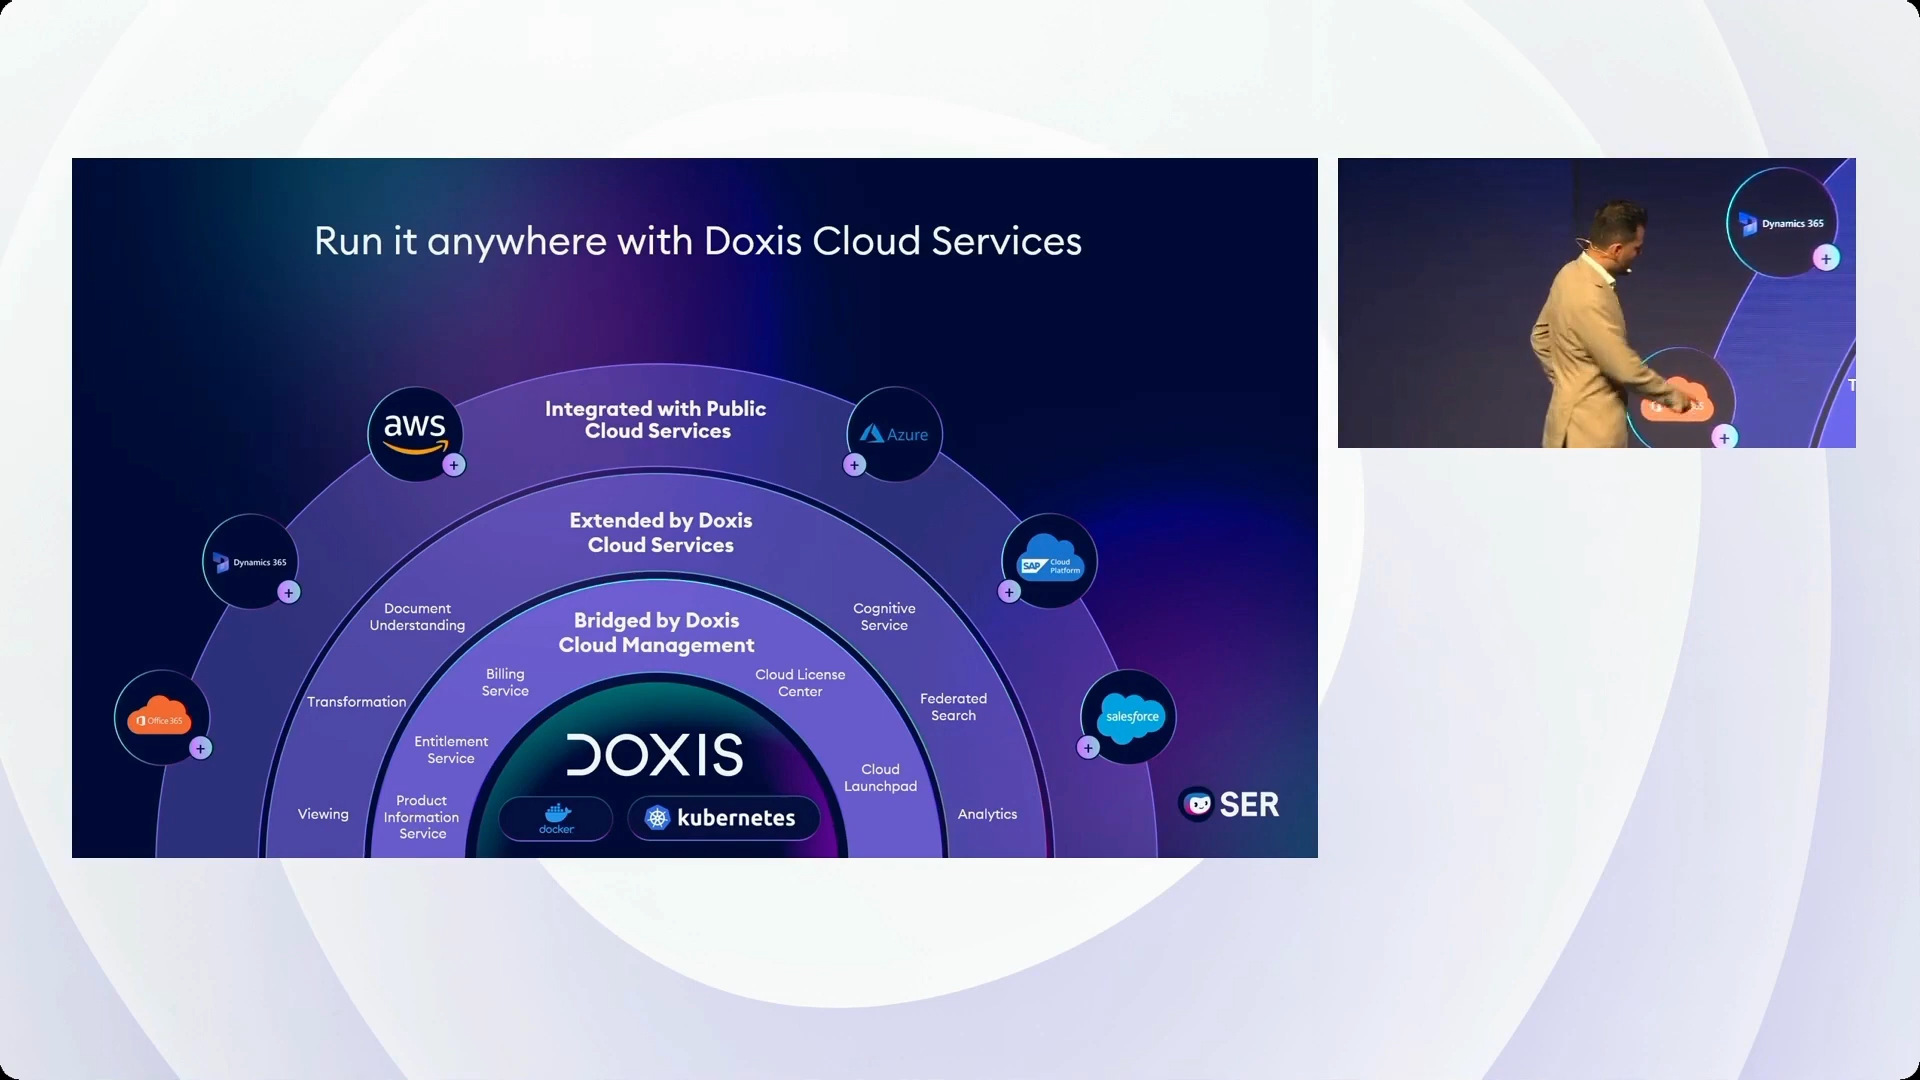 Run it anywhere with Doxis Cloud Services
Integrated with Public
Cloud Services
aws
+
Azure
+
Extended by Doxis
Cloud Services
Dynamics 365
+
SAP
Cloud
Platform
+
Document
Understanding
Cognitive
Service
Bridged by Doxis
Cloud Management
Billing
Service
Cloud License
Center
Transformation
Federated
Search
Office 365
+
salesforce
+
Entitlement
Service
DOXIS
Cloud
Launchpad
Viewing
Product
Information
Service
docker
kubernetes
Analytics
SER
Dynamics 365
+
+
T